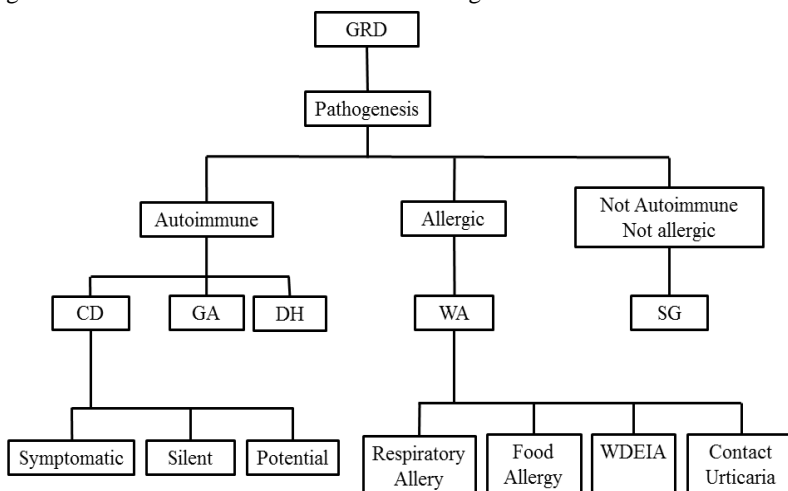 GRD
Pathogenesis
Autoimmune
Allergic
Not Autoimmune
Not allergic
CD
GA
DH
WA
SG
Symptomatic
Silent
Potential
Respiratory
Allery
Food
Allergy
WDEIA
Contact
Urticaria